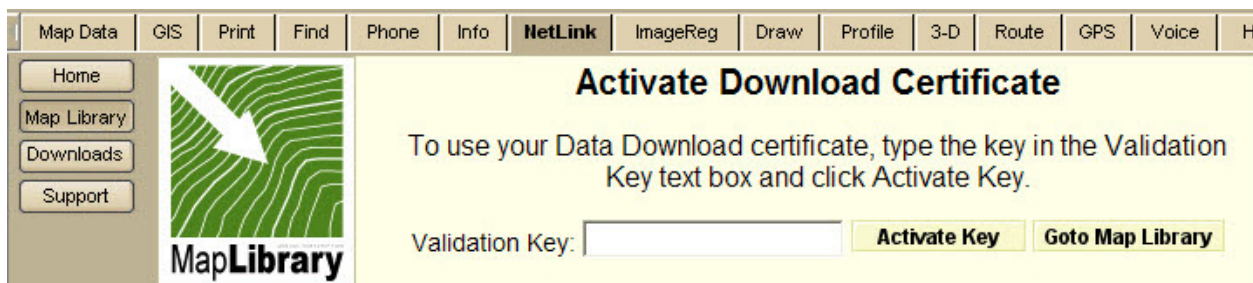 Map Data GIS Print Find Phone Info NetLink ImageReg Draw Profile 3-D Route GPS Voice H
Home
Map Library
Downloads
Support
MapLibrary
Activate Download Certificate
To use your Data Download certificate, type the key in the Validation
Key text box and click Activate Key.
Validation Key: Activate Key Goto Map Library